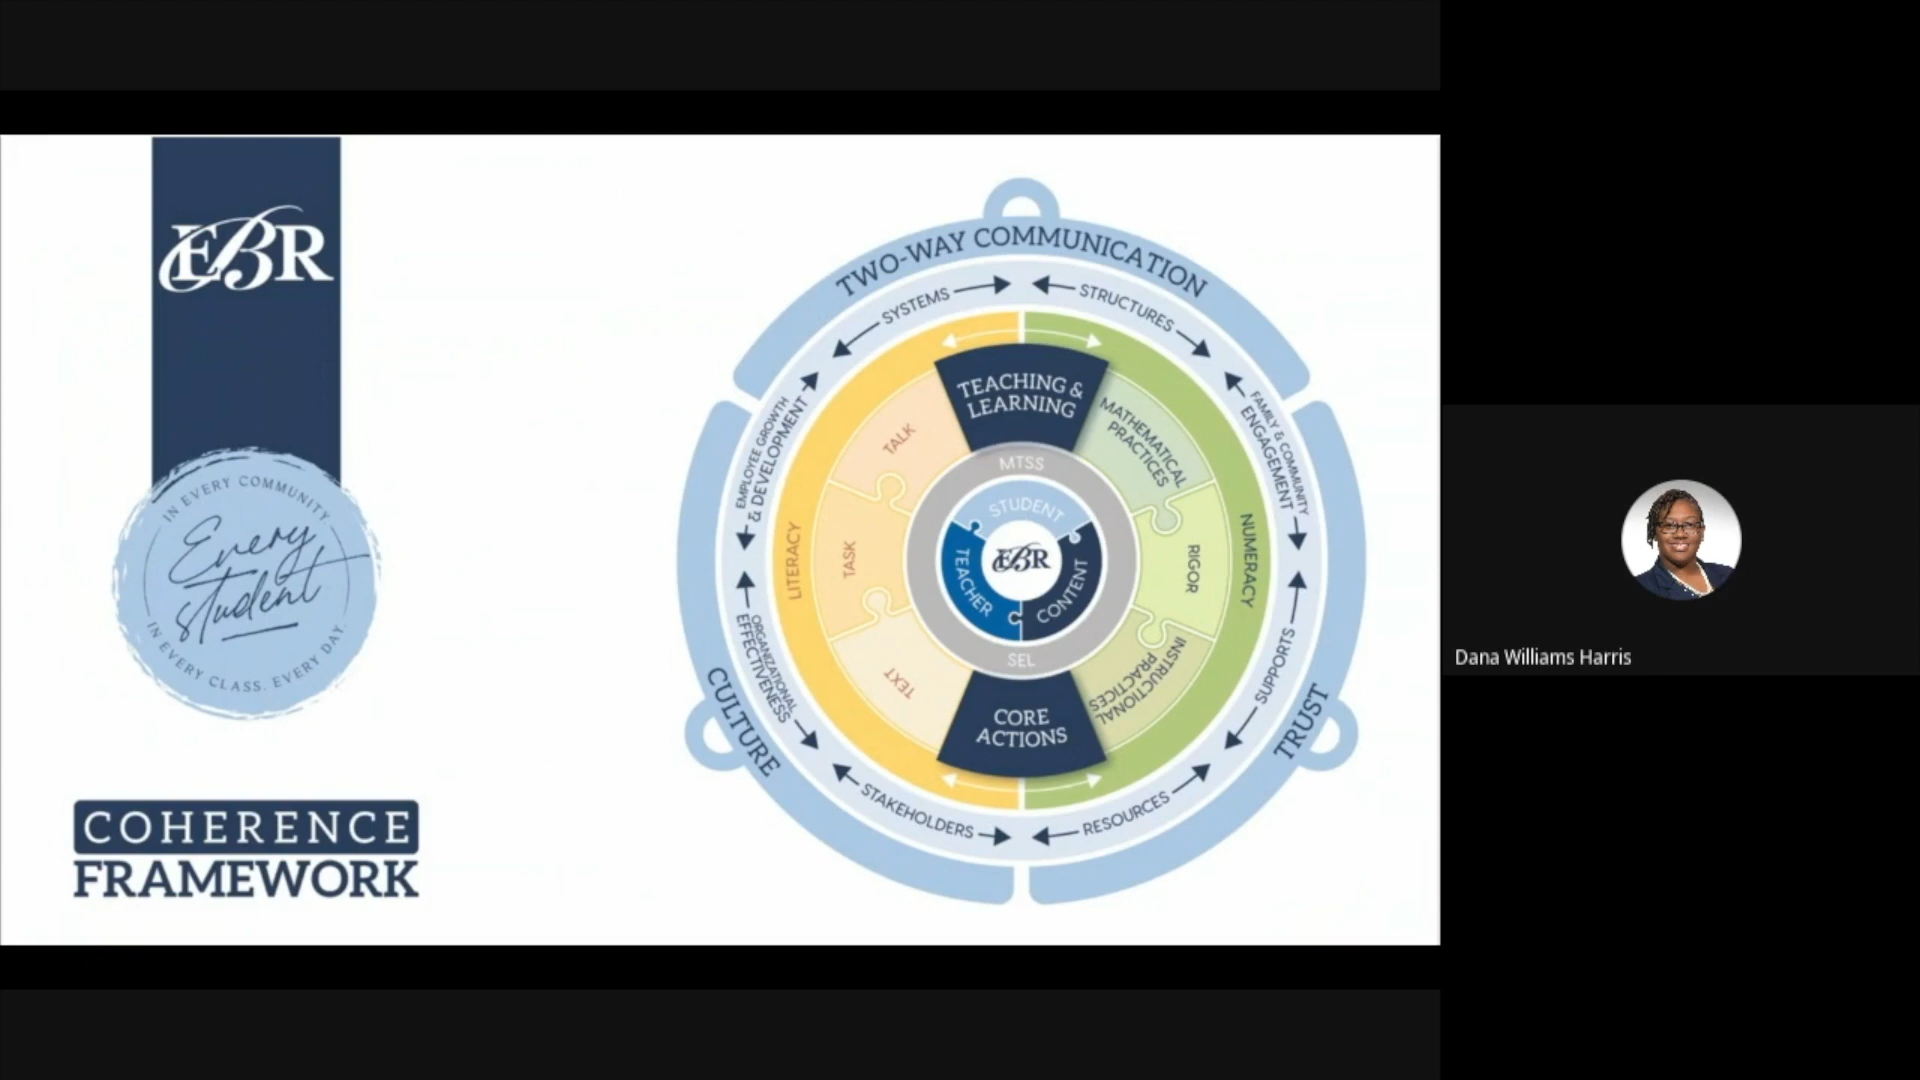 EBR
IN EVERY COMMUNITY
Every
student
IN EVERY CLASS. EVERY DAY.
COHERENCE
FRAMEWORK
TWO-WAY COMMUNICATION
SYSTEMS
STRUCTURES
EMPLOYEE GROWTH
& DEVELOPMENT
FAMILY & COMMUNITY
ENGAGEMENT
TEACHING &
LEARNING
TALK
MATHEMATICAL
PRACTICES
MTSS
STUDENT
LITERACY
TASK
TEACHER
EBR
CONTENT
RIGOR
NUMERACY
ORGANIZATIONAL
EFFECTIVENESS
SUPPORTS
SEL
TEXT
INSTRUCTIONAL
PRACTICES
CORE
ACTIONS
CULTURE
TRUST
STAKEHOLDERS
RESOURCES
Dana Williams Harris